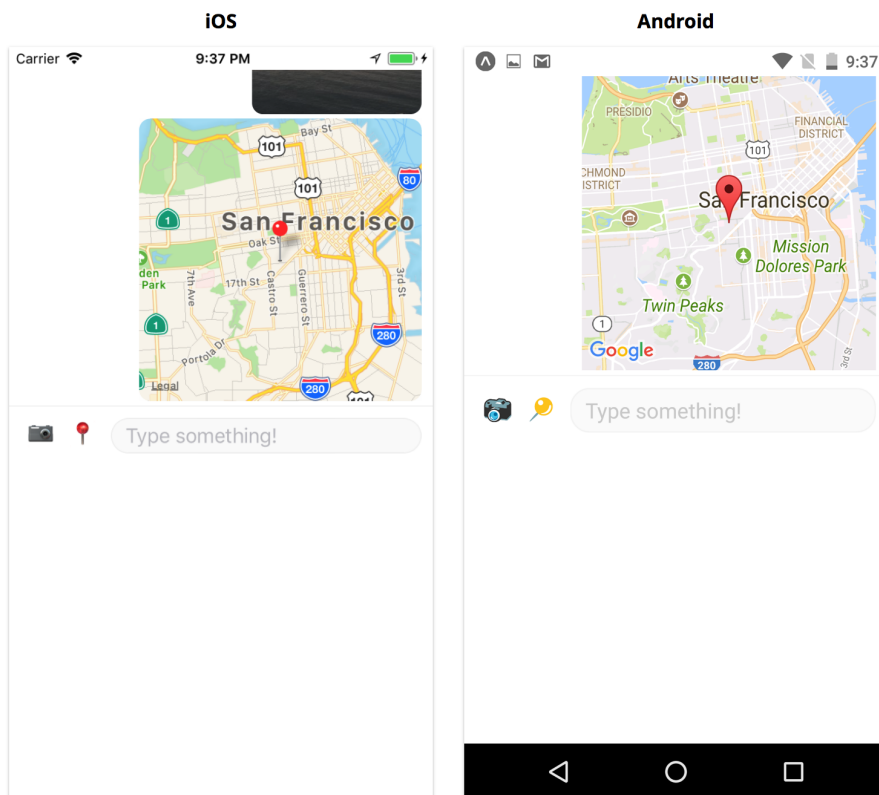 iOS
Carrier 9:37 PM
Bay St
101
101
80
1
San Francisco
Oak St
den
Park
7th Ave
17th St
Castro St
Guerrero St
3rd St
1
280
Portola Dr
Legal
280
101
Type something!
Android
9:37
Arts Theatre
PRESIDIO
FINANCIAL
DISTRICT
101
CHMOND
ISTRICT
San Francisco
Mission
Dolores Park
Twin Peaks
1
Google
280
3rd St
Type something!